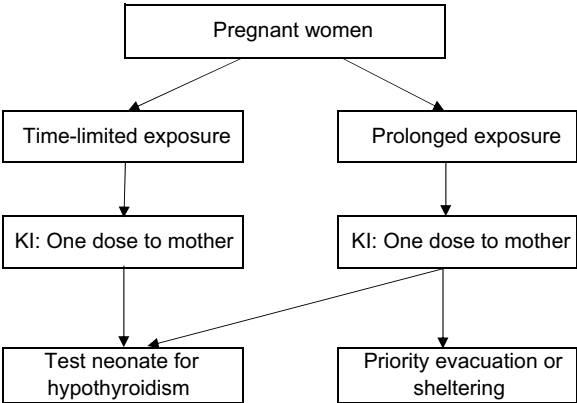 Pregnant women
Time-limited exposure
Prolonged exposure
KI: One dose to mother
KI: One dose to mother
Test neonate for
hypothyroidism
Priority evacuation or
sheltering